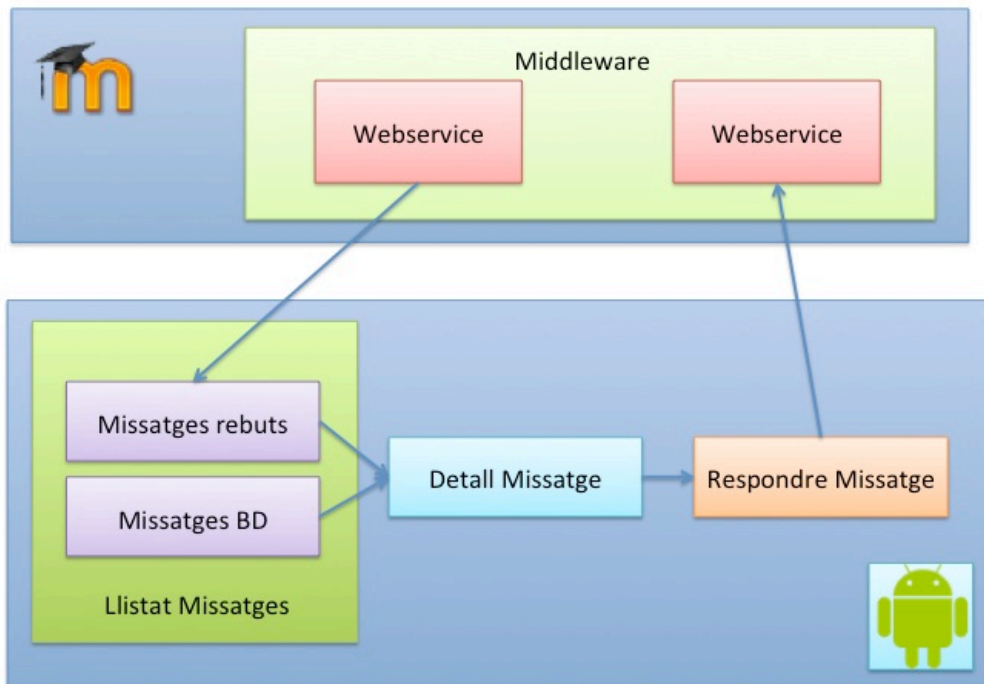 m
Middleware
Webservice
Webservice
Missatges rebuts
Missatges BD
Llistat Missatges
Detall Missatge
Respondre Missatge